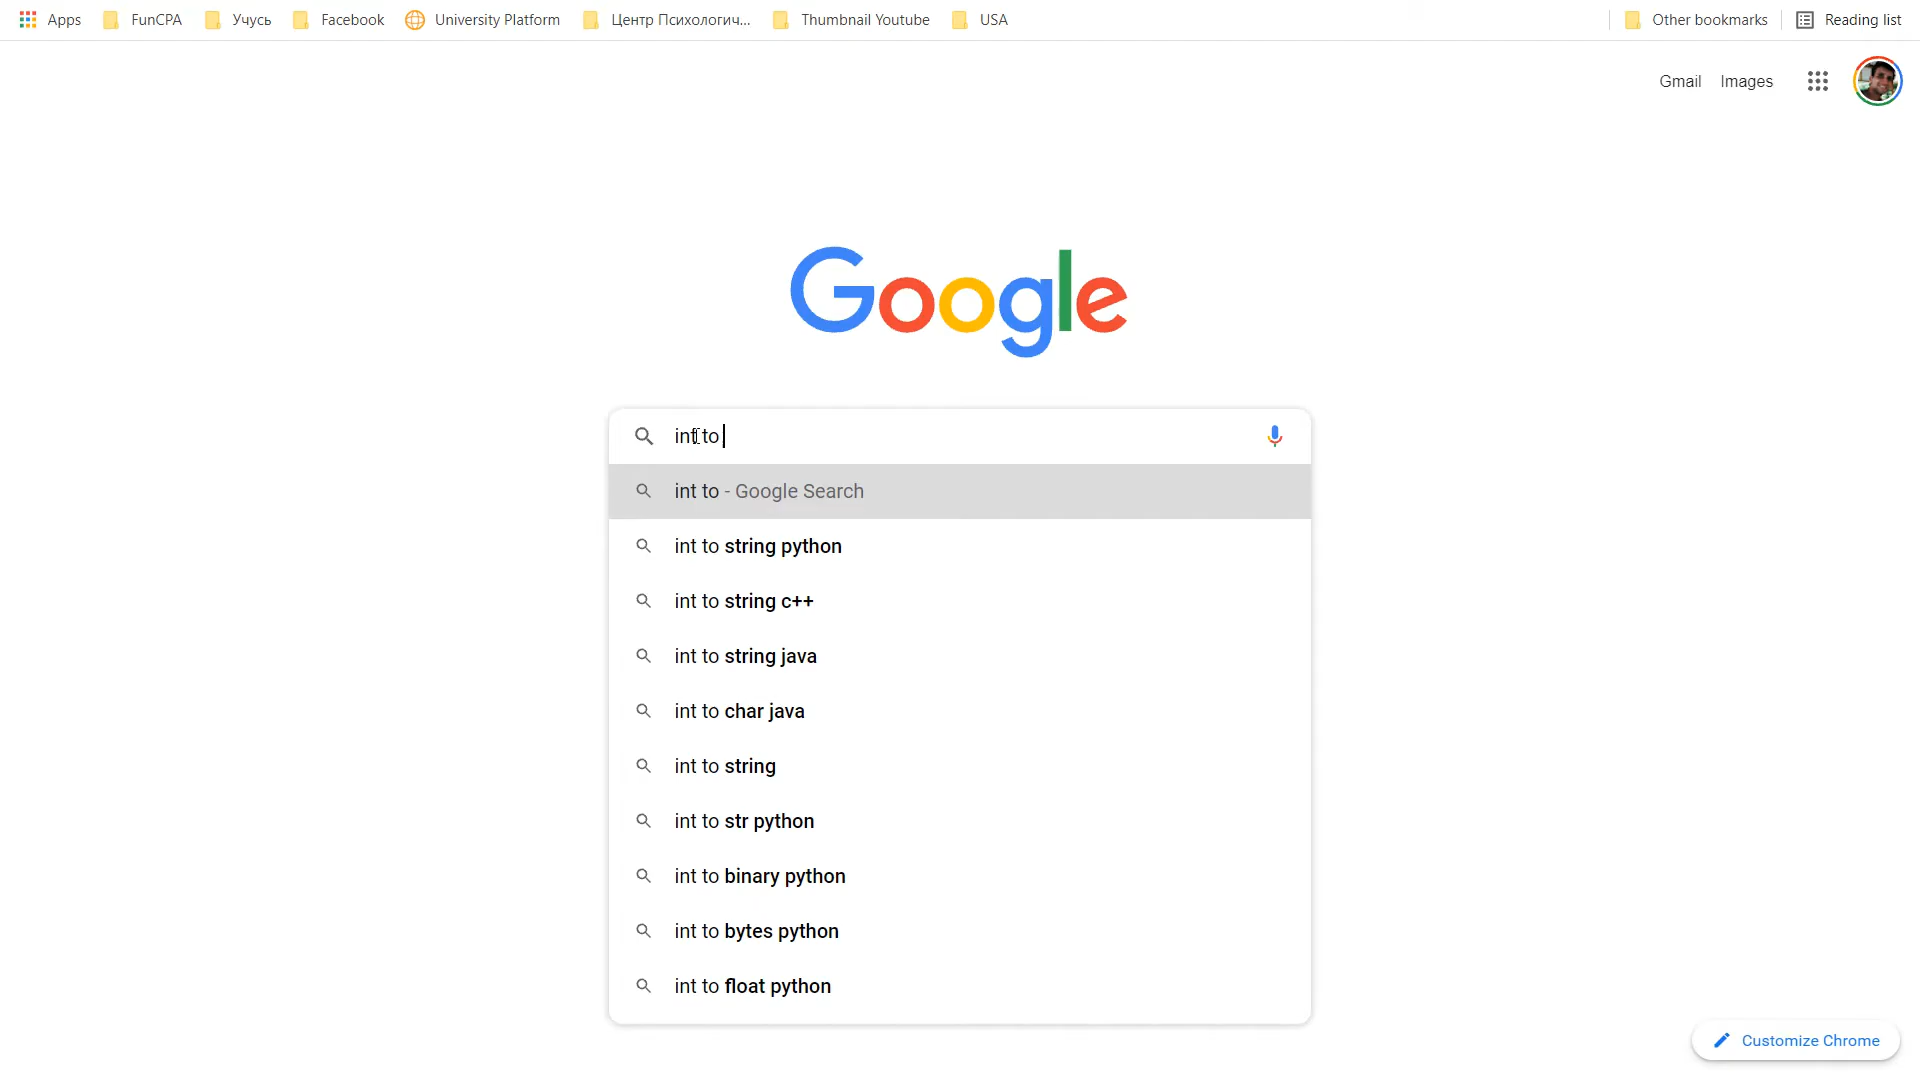 Apps FunCPA Учусь Facebook University Platform Центр Психологич... Thumbnail Youtube USA Other bookmarks Reading list
Gmail Images
Google
int to
int to - Google Search
int to string python
int to string c++
int to string java
int to char java
int to string
int to str python
int to binary python
int to bytes python
int to float python
Customize Chrome